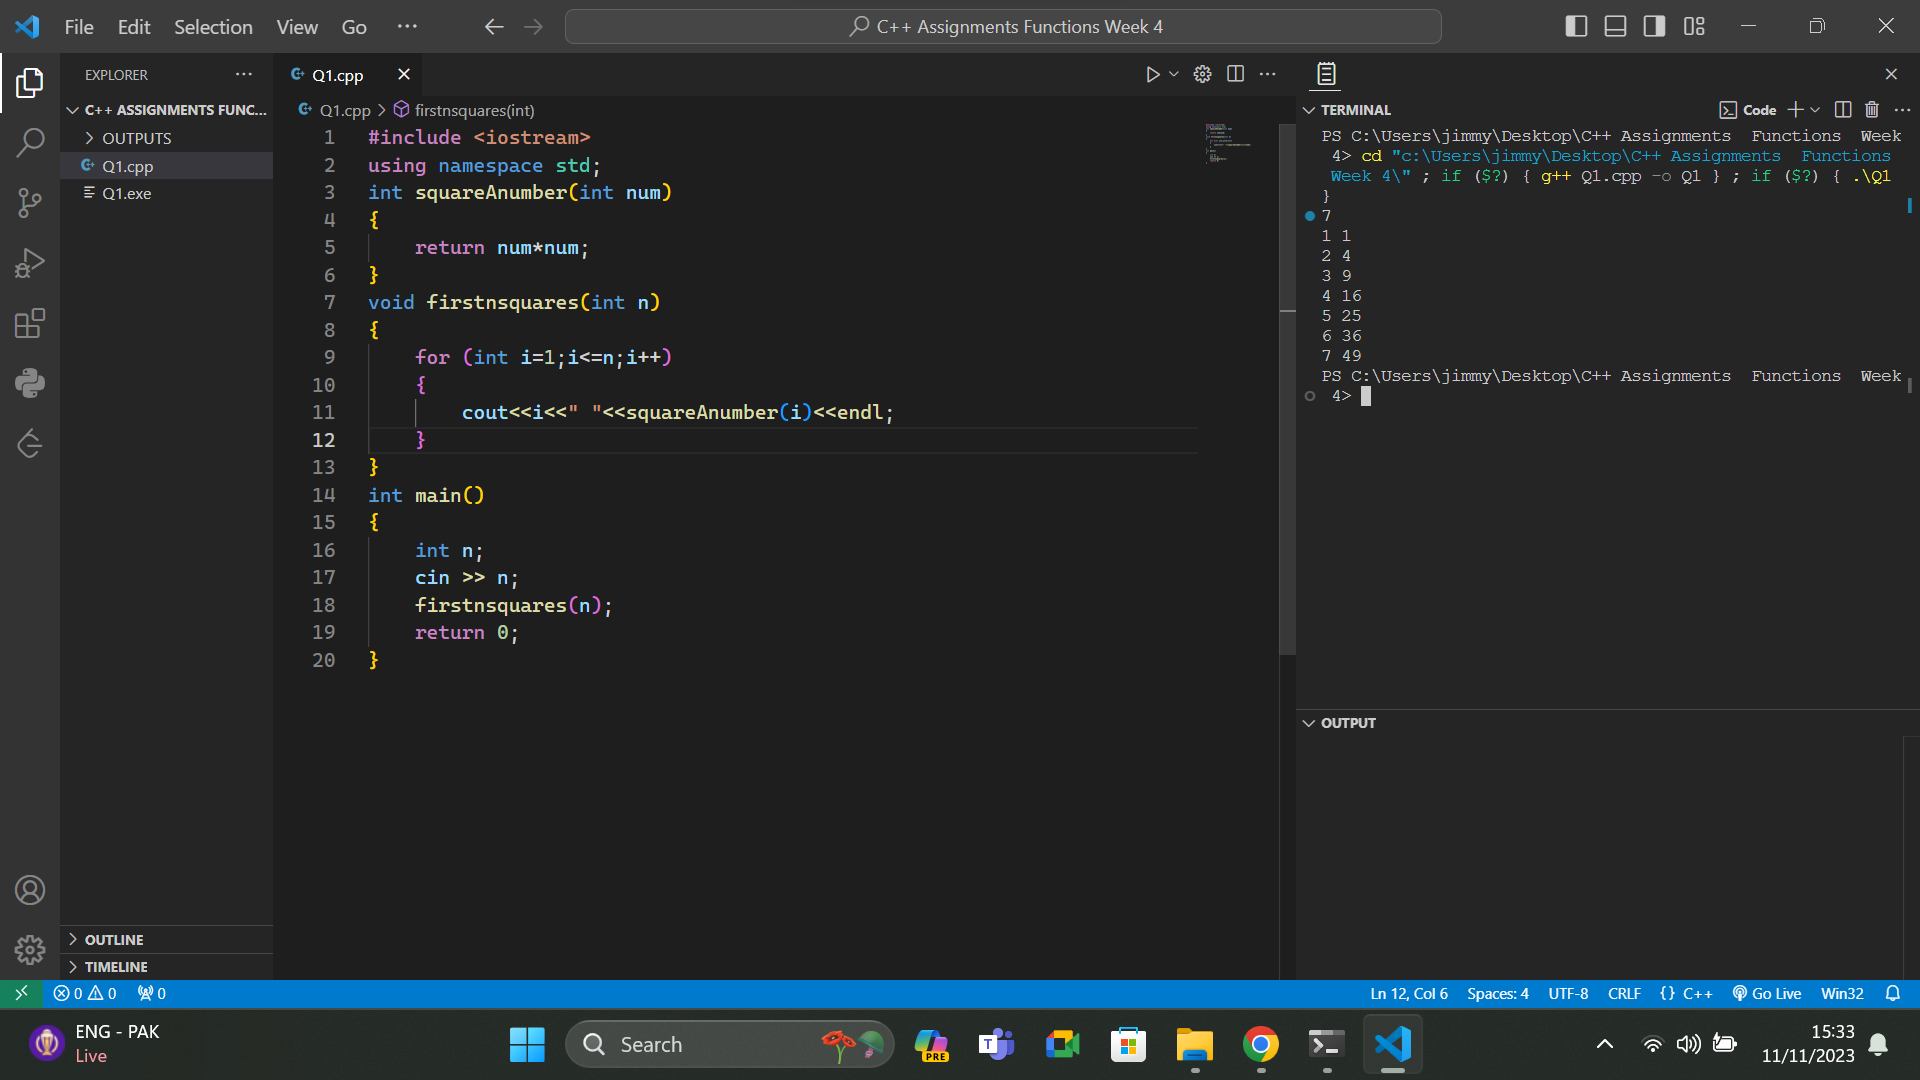 File Edit Selection View Go ···
C++ Assignments Functions Week 4
EXPLORER ···
C++ ASSIGNMENTS FUNC...
OUTPUTS
Q1.cpp
Q1.exe
OUTLINE
TIMELINE
Q1.cpp
Q1.cpp > firstnsquares(int)
1 #include <iostream>
2 using namespace std;
3 int squareAnumber(int num)
4 {
5     return num*num;
6 }
7 void firstnsquares(int n)
8 {
9     for (int i=1;i<=n;i++)
10     {
11         cout<<i<<" "<<squareAnumber(i)<<endl;
12     }
13 }
14 int main()
15 {
16     int n;
17     cin >> n;
18     firstnsquares(n);
19     return 0;
20 }
TERMINAL Code
PS C:\Users\jimmy\Desktop\C++ Assignments  Functions  Week
 4> cd "c:\Users\jimmy\Desktop\C++ Assignments  Functions
 Week 4\" ; if ($?) { g++ Q1.cpp -o Q1 } ; if ($?) { .\Q1
}
7
1 1
2 4
3 9
4 16
5 25
6 36
7 49
PS C:\Users\jimmy\Desktop\C++ Assignments  Functions  Week
 4>
OUTPUT
0 0 0
Ln 12, Col 6 Spaces: 4 UTF-8 CRLF {} C++ Go Live Win32
ENG - PAK
Live
Search
PRE
T
15:33
11/11/2023